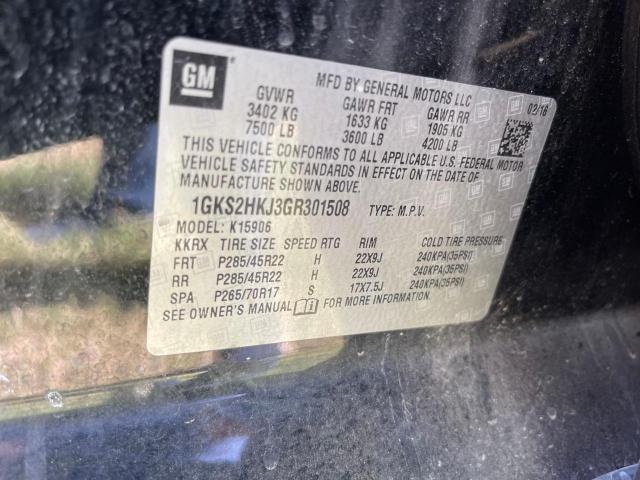 GM
MFD BY GENERAL MOTORS LLC
02/16
GVWR GAWR FRT GAWR RR
3402 KG 1633 KG 1905 KG
7500 LB 3600 LB 4200 LB
THIS VEHICLE CONFORMS TO ALL APPLICABLE U.S. FEDERAL MOTOR
VEHICLE SAFETY STANDARDS IN EFFECT ON THE DATE OF
MANUFACTURE SHOWN ABOVE.
1GKS2HKJ3GR301508 TYPE: M.P.V.
MODEL: K15906
KKRX TIRE SIZE SPEED RTG RIM COLD TIRE PRESSURE
FRT P285/45R22 H 22X9J 240KPA(35PSI)
RR P285/45R22 H 22X9J 240KPA(35PSI)
SPA P265/70R17 S 17X7.5J 240KPA(35PSI)
SEE OWNER'S MANUAL FOR MORE INFORMATION.